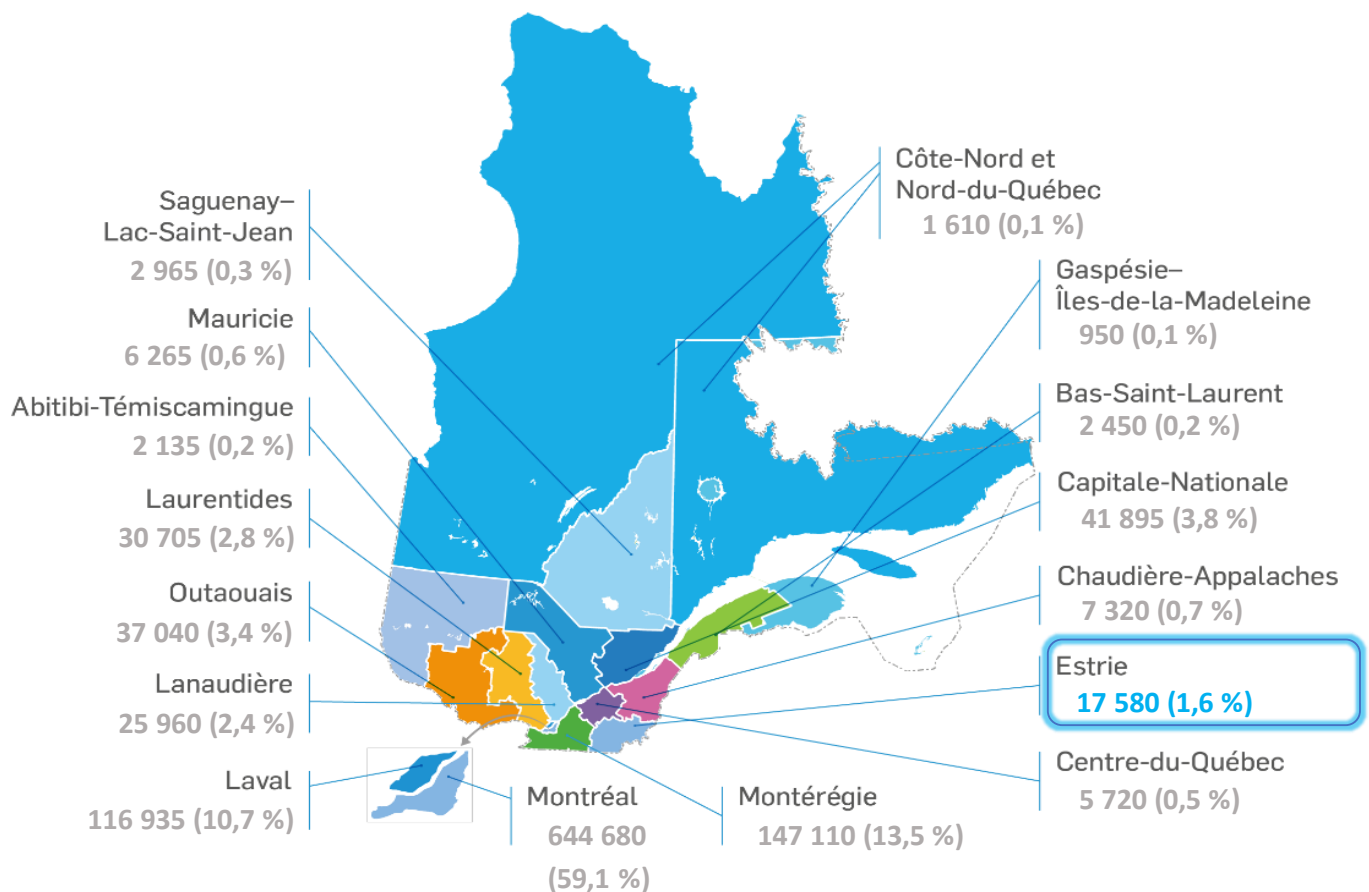 Saguenay–
Lac-Saint-Jean
2 965 (0,3 %)
Mauricie
6 265 (0,6 %)
Abitibi-Témiscamingue
2 135 (0,2 %)
Laurentides
30 705 (2,8 %)
Outaouais
37 040 (3,4 %)
Lanaudière
25 960 (2,4 %)
Laval
116 935 (10,7 %)
Montréal
644 680
(59,1 %)
Montérégie
147 110 (13,5 %)
Côte-Nord et
Nord-du-Québec
1 610 (0,1 %)
Gaspésie–
Îles-de-la-Madeleine
950 (0,1 %)
Bas-Saint-Laurent
2 450 (0,2 %)
Capitale-Nationale
41 895 (3,8 %)
Chaudière-Appalaches
7 320 (0,7 %)
Estrie
17 580 (1,6 %)
Centre-du-Québec
5 720 (0,5 %)